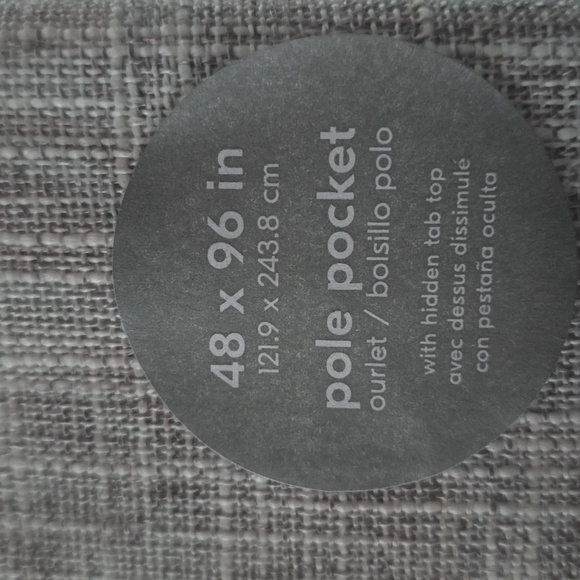 48 x 96 in
121.9 x 243.8 cm
pole pocket
ourlet / bolsillo polo
with hidden tab top
avec dessus dissimulé
con pestaña oculta